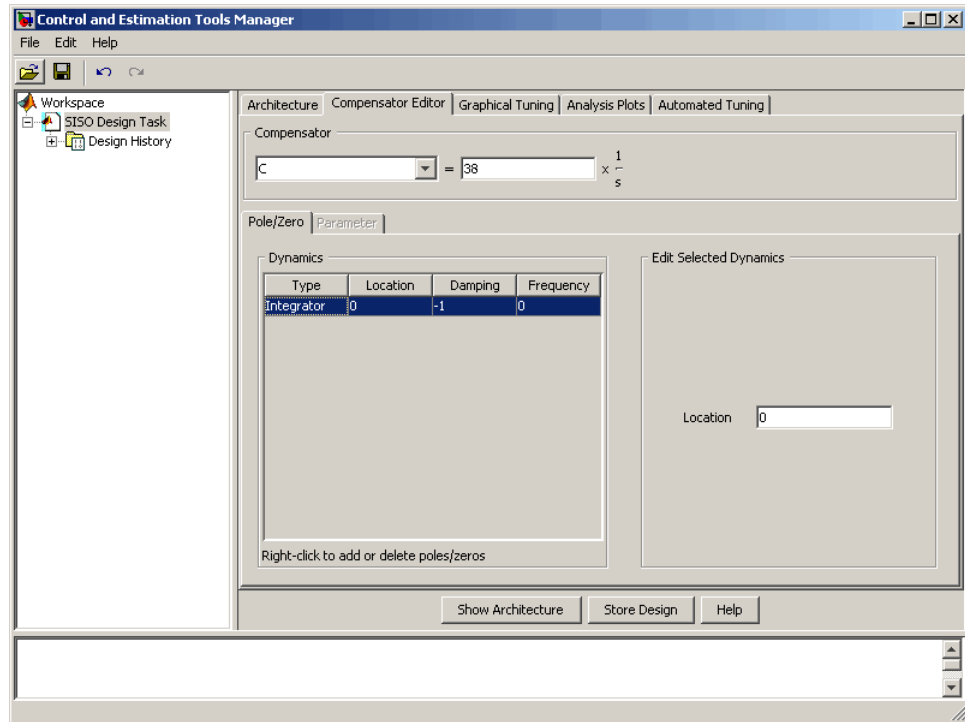 Control and Estimation Tools Manager
File Edit Help
Workspace
SISO Design Task
Design History
Architecture Compensator Editor Graphical Tuning Analysis Plots Automated Tuning
Compensator
C = 38 x 1
s
Pole/Zero Parameter
Dynamics
Type Location Damping Frequency
Integrator 0 -1 0
Right-click to add or delete poles/zeros
Edit Selected Dynamics
Location 0
Show Architecture Store Design Help